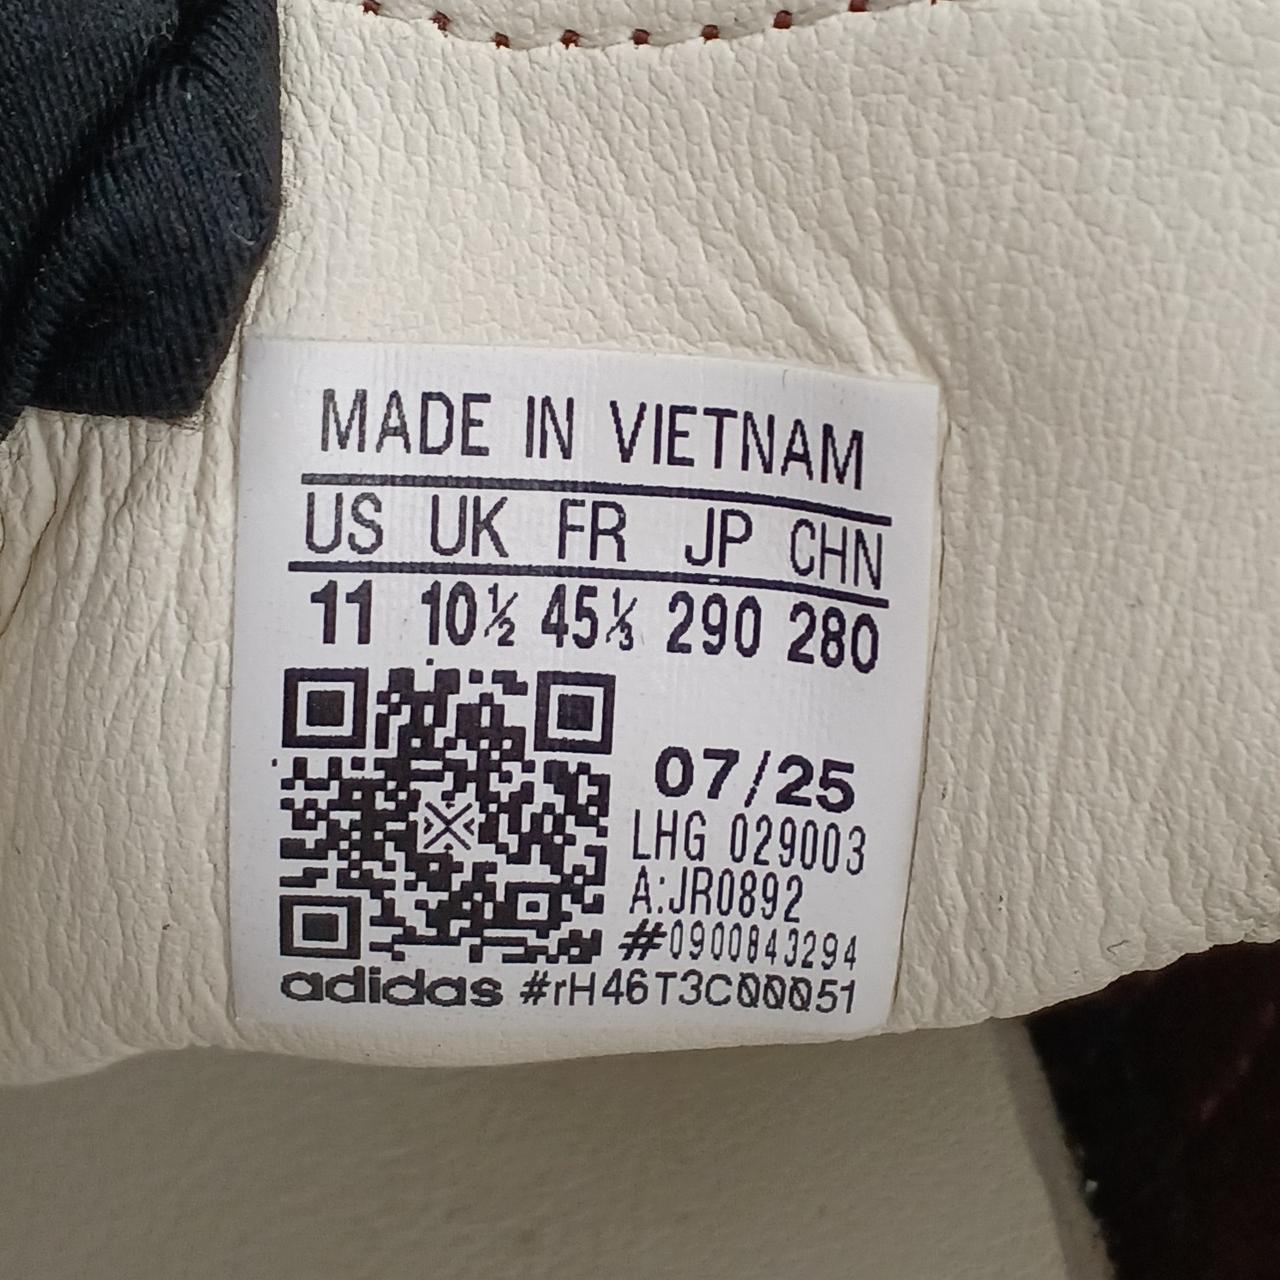 MADE IN VIETNAM
US UK FR JP CHN
11 10½ 45⅓ 290 280
07/25
LHG 029003
A:JR0892
#0900843294
adidas #rH46T3C00051